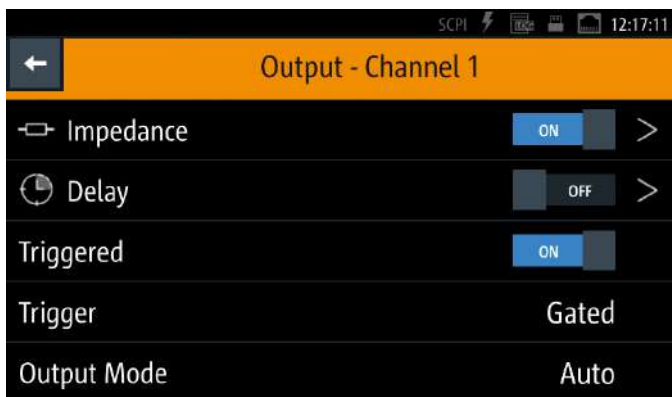 SCPI 12:17:11
Output - Channel 1
Impedance ON
Delay OFF
Triggered ON
Trigger Gated
Output Mode Auto